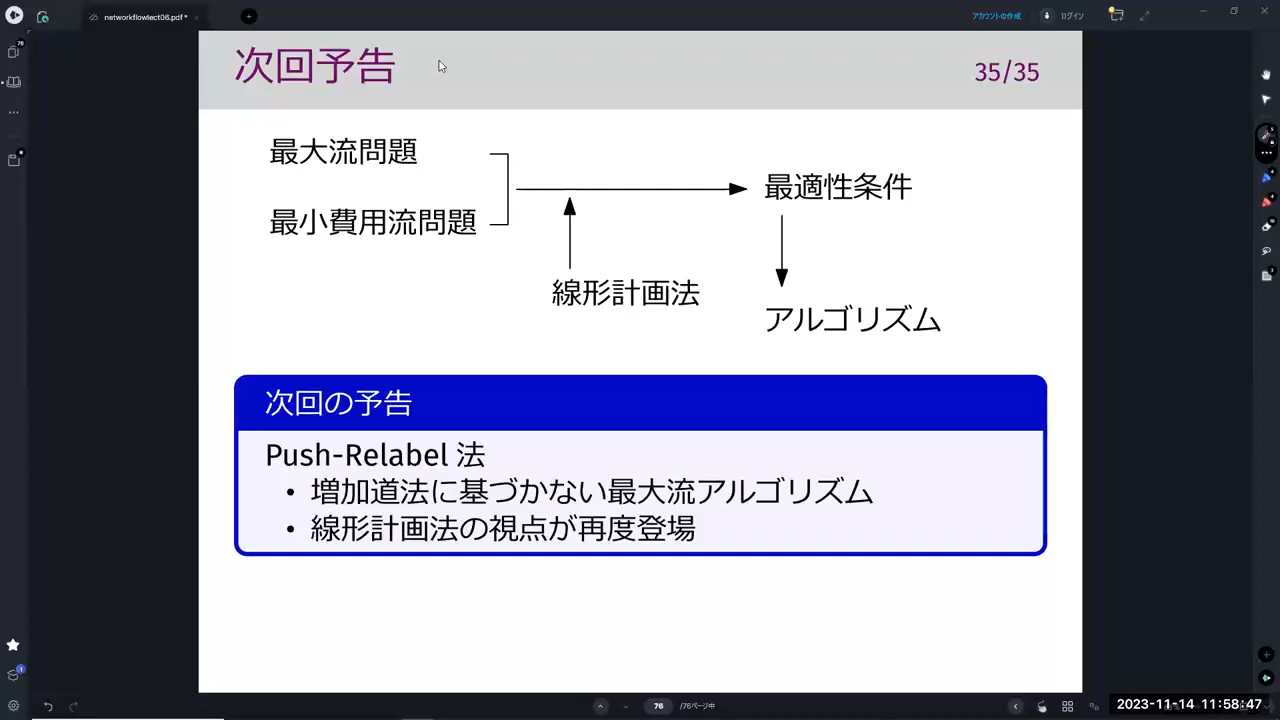 networkflowlect06.pdf *
アカウントの作成
ログイン
次回予告
35/35
最大流問題
最小費用流問題
最適性条件
線形計画法
アルゴリズム
次回の予告
Push-Relabel 法
• 増加道法に基づかない最大流アルゴリズム
• 線形計画法の視点が再度登場
76
/76ページ中
2023-11-14 11:58:47